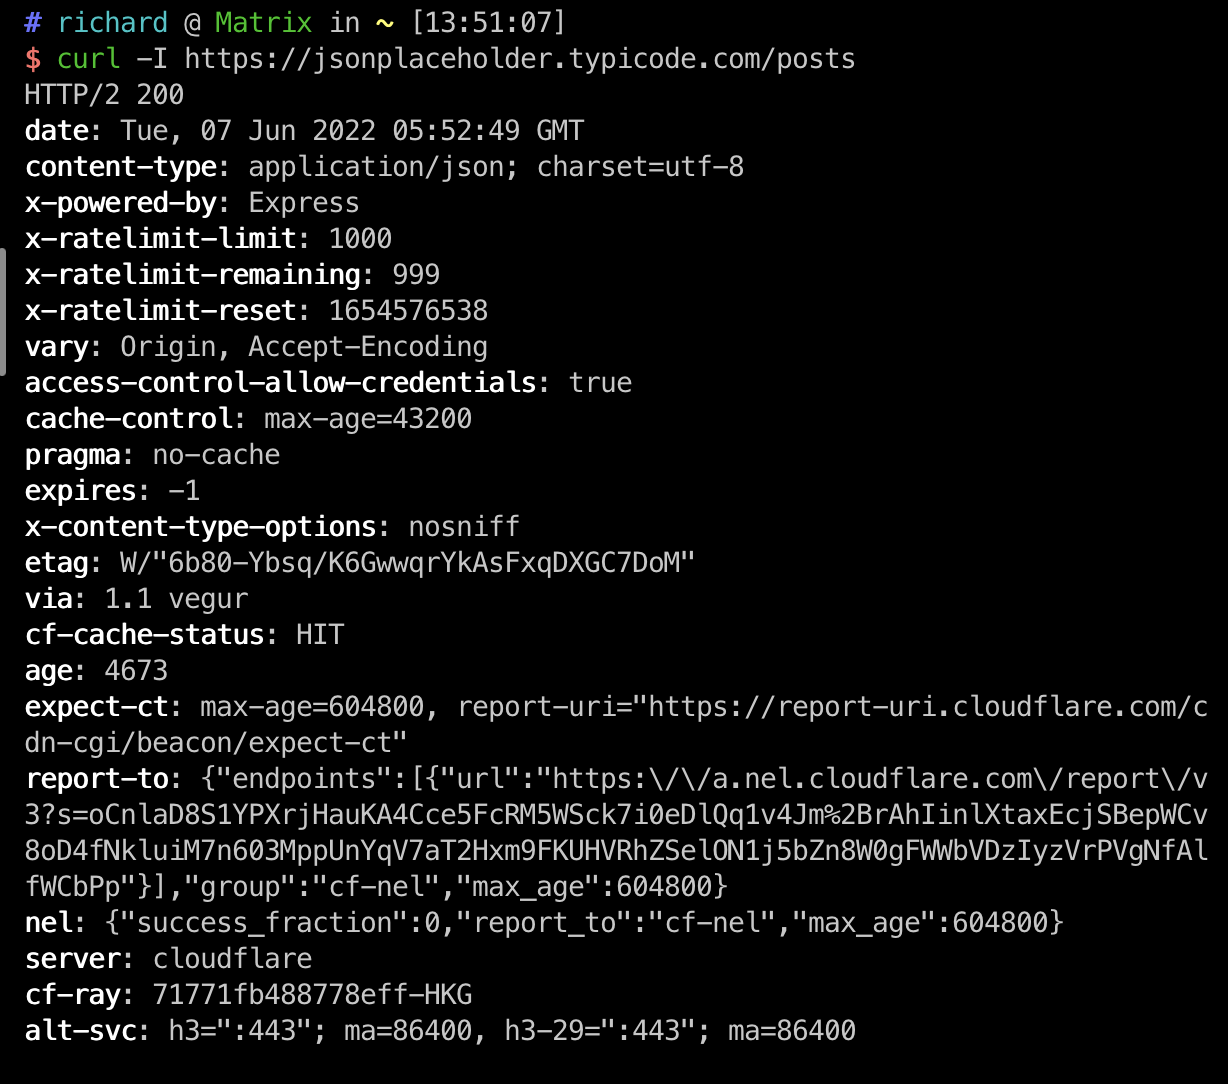 # richard @ Matrix in ~ [13:51:07]
$ curl -I https://jsonplaceholder.typicode.com/posts
HTTP/2 200
date: Tue, 07 Jun 2022 05:52:49 GMT
content-type: application/json; charset=utf-8
x-powered-by: Express
x-ratelimit-limit: 1000
x-ratelimit-remaining: 999
x-ratelimit-reset: 1654576538
vary: Origin, Accept-Encoding
access-control-allow-credentials: true
cache-control: max-age=43200
pragma: no-cache
expires: -1
x-content-type-options: nosniff
etag: W/"6b80-Ybsq/K6GwwqrYkAsFxqDXGC7DoM"
via: 1.1 vegur
cf-cache-status: HIT
age: 4673
expect-ct: max-age=604800, report-uri="https://report-uri.cloudflare.com/c
dn-cgi/beacon/expect-ct"
report-to: {"endpoints":[{"url":"https:\/\/a.nel.cloudflare.com\/report\/v
3?s=oCnlaD8S1YPXrjHauKA4Cce5FcRM5WSck7i0eDlQq1v4Jm%2BrAhIinlXtaxEcjSBepWCv
8oD4fNkluiM7n603MppUnYqV7aT2Hxm9FKUHVRhZSelON1j5bZn8W0gFWWbVDzIyzVrPVgNfAl
fWCbPp"}],"group":"cf-nel","max_age":604800}
nel: {"success_fraction":0,"report_to":"cf-nel","max_age":604800}
server: cloudflare
cf-ray: 71771fb488778eff-HKG
alt-svc: h3=":443"; ma=86400, h3-29=":443"; ma=86400